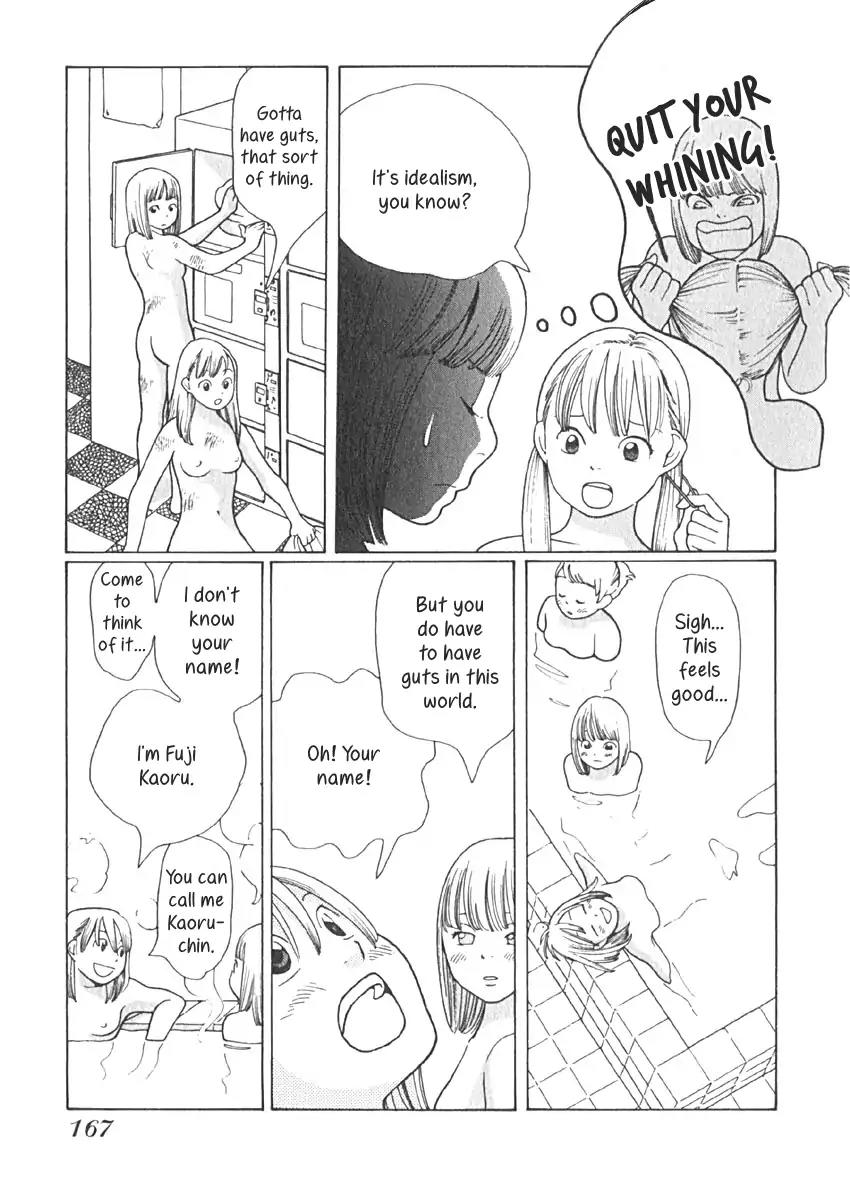 QUIT YOUR
WHINING!
It's idealism,
you know?
Gotta
have guts,
that sort
of thing.
Sigh...
This
feels
good...
But you
do have
to have
guts in this
world.
Oh! Your
name!
Come
to
think
of it...
I don't
know
your
name!
I'm Fuji
Kaoru.
You can
call me
Kaoru-
chin.
167